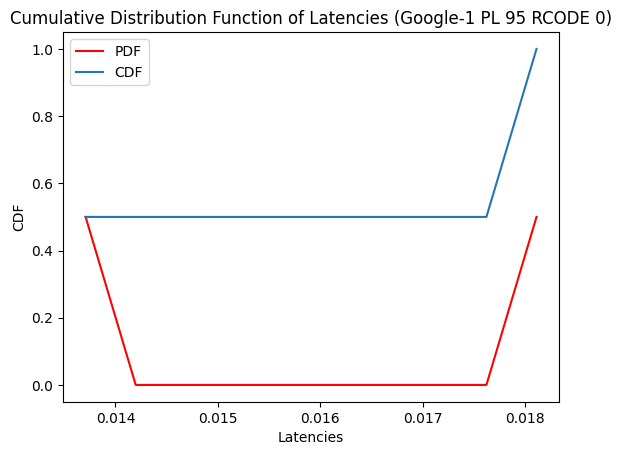 Cumulative Distribution Function of Latencies (Google-1 PL 95 RCODE 0)
PDF
CDF
1.0
0.8
0.6
0.4
0.2
0.0
CDF
0.014 0.015 0.016 0.017 0.018
Latencies